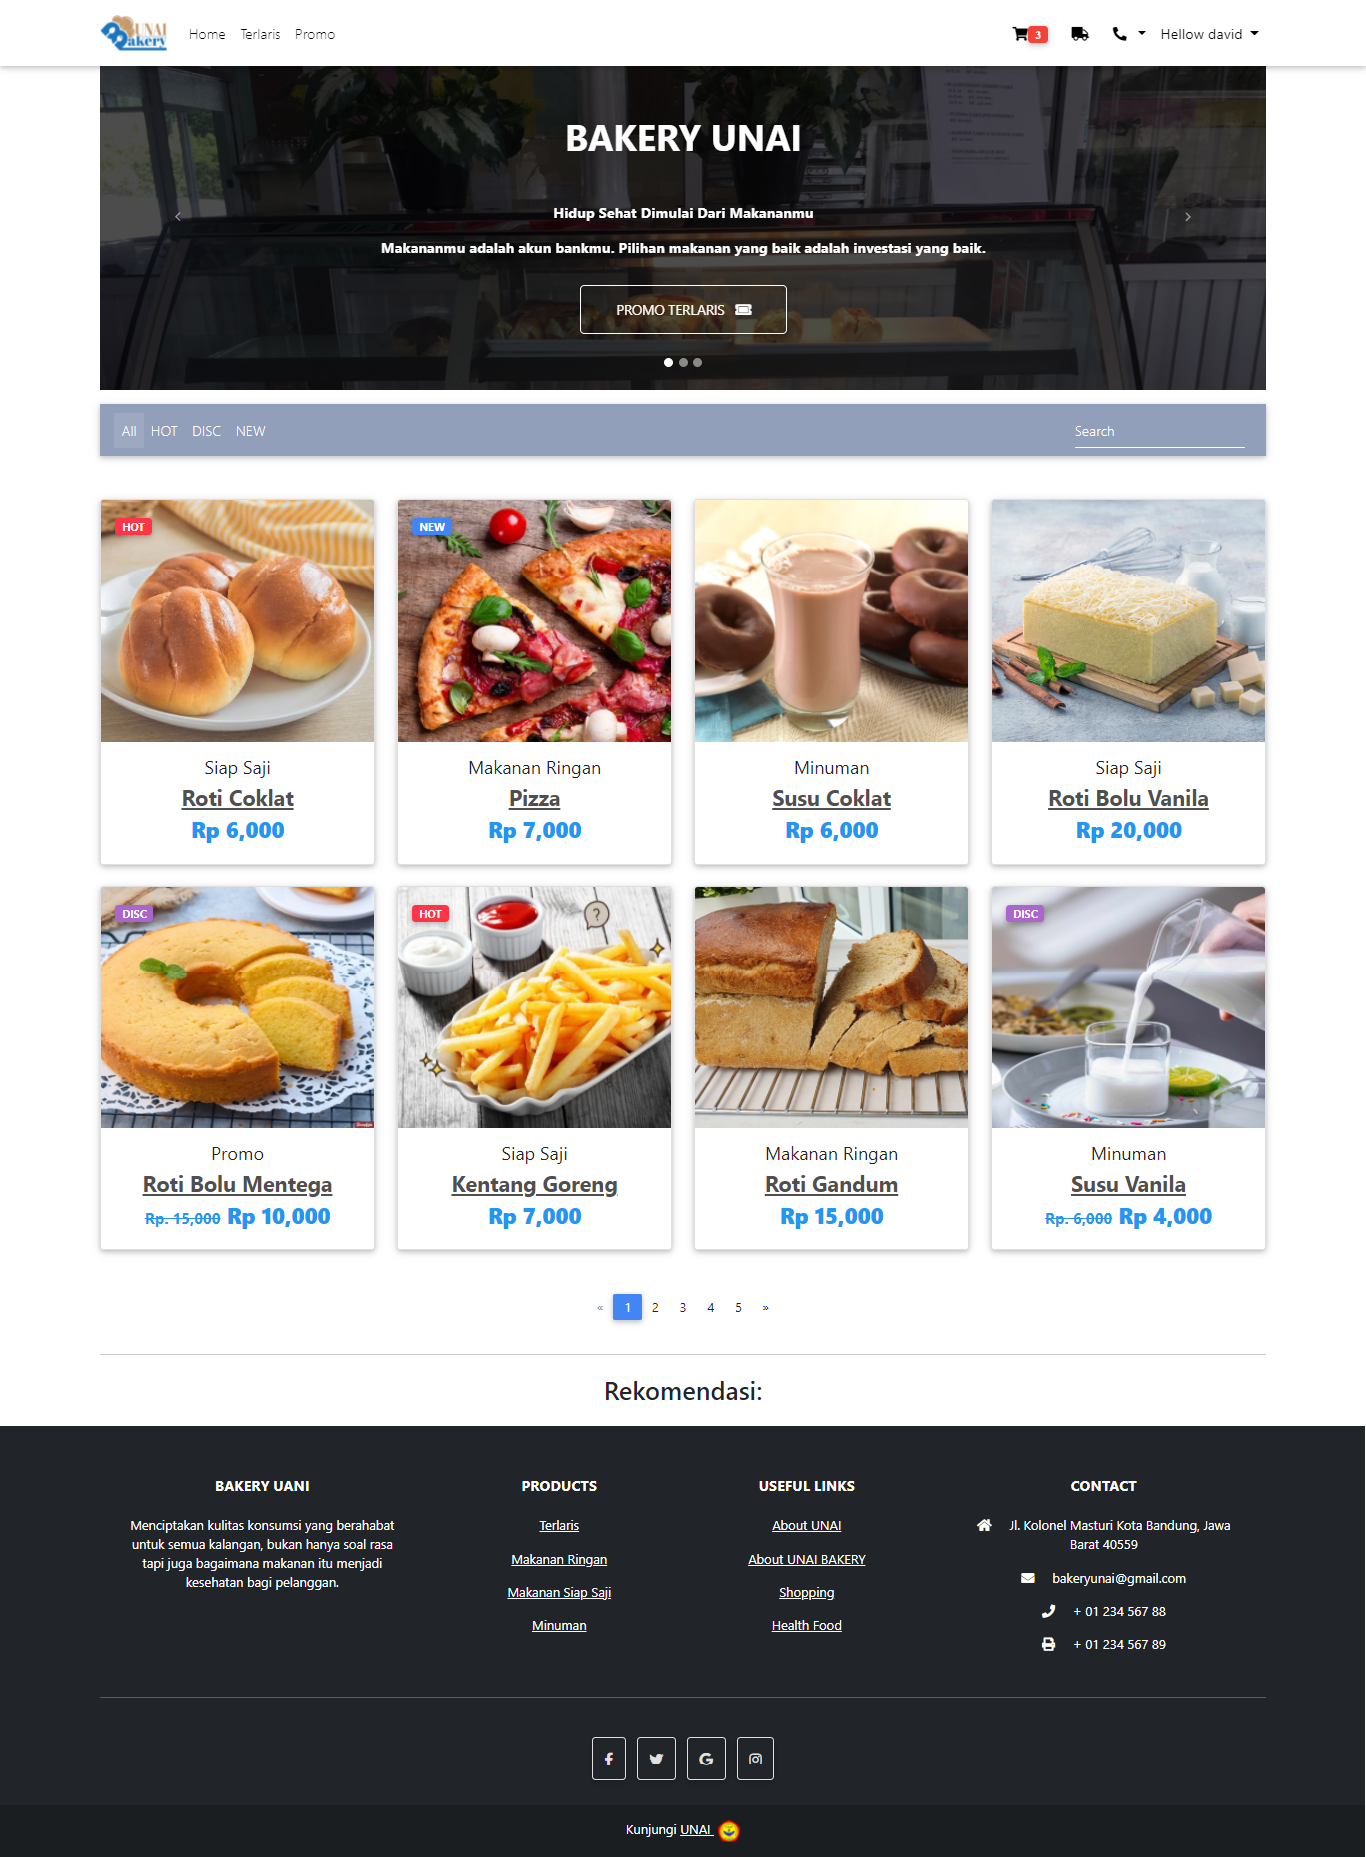 UNAI
Bakery
Home
Terlaris
Promo
3
Hellow david
BAKERY UNAI
Hidup Sehat Dimulai Dari Makananmu
Makananmu adalah akun bankmu. Pilihan makanan yang baik adalah investasi yang baik.
PROMO TERLARIS
All
HOT
DISC
NEW
Search
HOT
NEW
Siap Saji
Roti Coklat
Rp 6,000
Makanan Ringan
Pizza
Rp 7,000
Minuman
Susu Coklat
Rp 6,000
Siap Saji
Roti Bolu Vanila
Rp 20,000
DISC
HOT
?
DISC
Promo
Roti Bolu Mentega
Rp. 15,000 Rp 10,000
Siap Saji
Kentang Goreng
Rp 7,000
Makanan Ringan
Roti Gandum
Rp 15,000
Minuman
Susu Vanila
Rp. 6,000 Rp 4,000
« 1 2 3 4 5 »
Rekomendasi:
BAKERY UANI
Menciptakan kulitas konsumsi yang berahabat
untuk semua kalangan, bukan hanya soal rasa
tapi juga bagaimana makanan itu menjadi
kesehatan bagi pelanggan.
PRODUCTS
Terlaris
Makanan Ringan
Makanan Siap Saji
Minuman
USEFUL LINKS
About UNAI
About UNAI BAKERY
Shopping
Health Food
CONTACT
Jl. Kolonel Masturi Kota Bandung, Jawa
Barat 40559
bakeryunai@gmail.com
+ 01 234 567 88
+ 01 234 567 89
Kunjungi UNAI